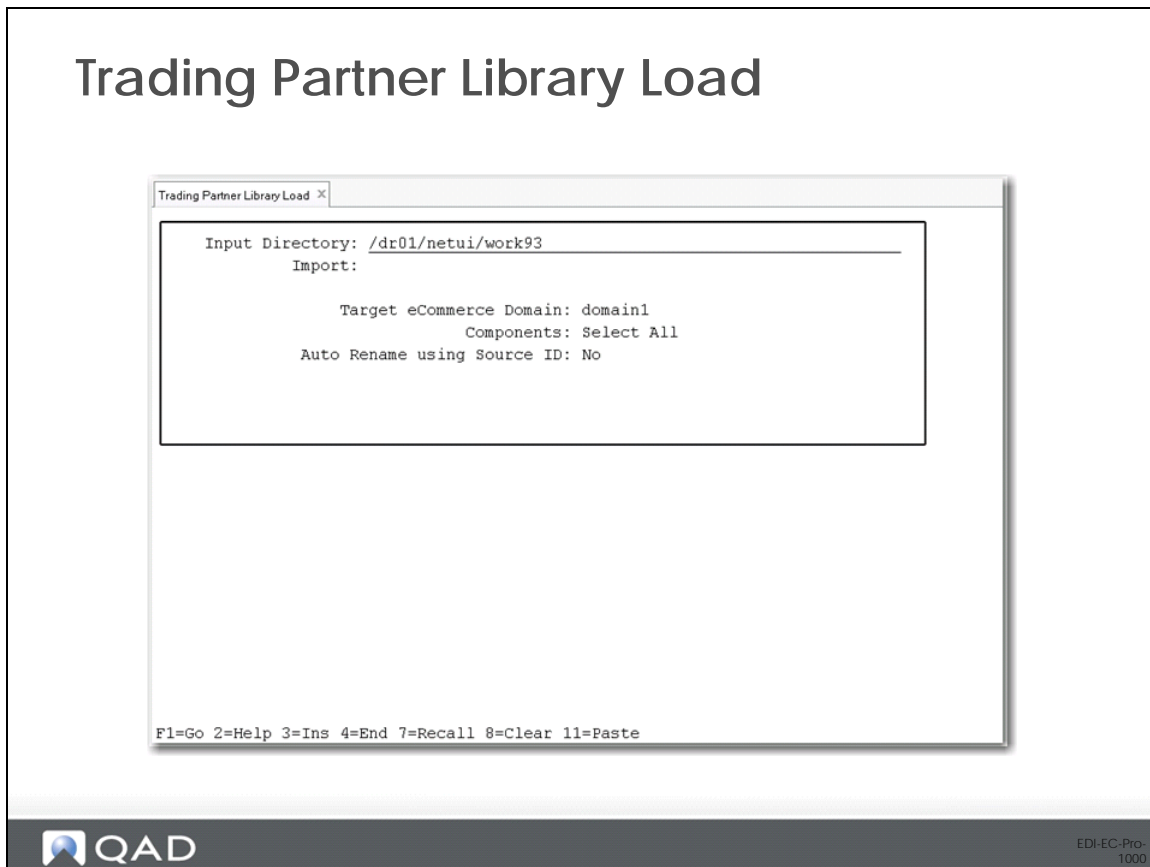 Trading Partner Library Load
Trading Partner Library Load X
Input Directory: /dr01/netui/work93
Import:
Target eCommerce Domain: domain1
Components: Select All
Auto Rename using Source ID: No
F1=Go 2=Help 3=Ins 4=End 7=Recall 8=Clear 11=Paste
QAD
EDI-EC-Pro-
1000